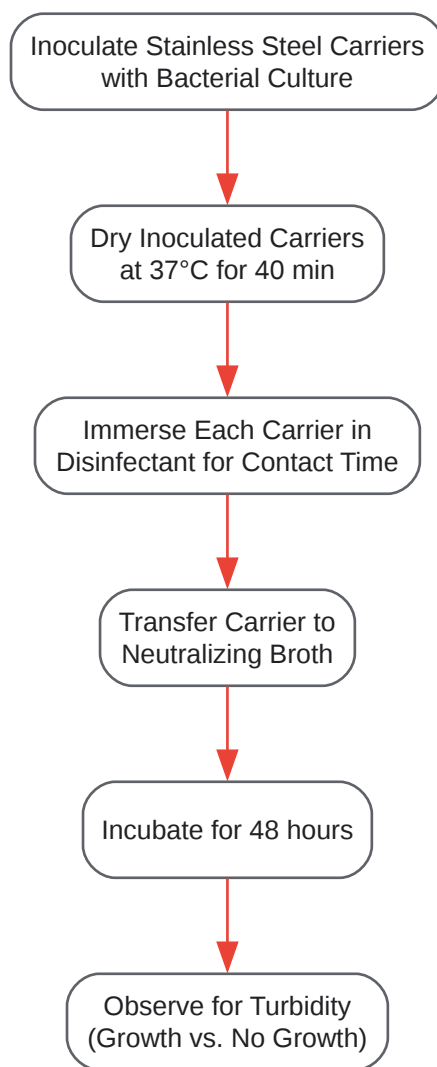 Inoculate Stainless Steel Carriers
with Bacterial Culture
Dry Inoculated Carriers
at 37°C for 40 min
Immerse Each Carrier in
Disinfectant for Contact Time
Transfer Carrier to
Neutralizing Broth
Incubate for 48 hours
Observe for Turbidity
(Growth vs. No Growth)